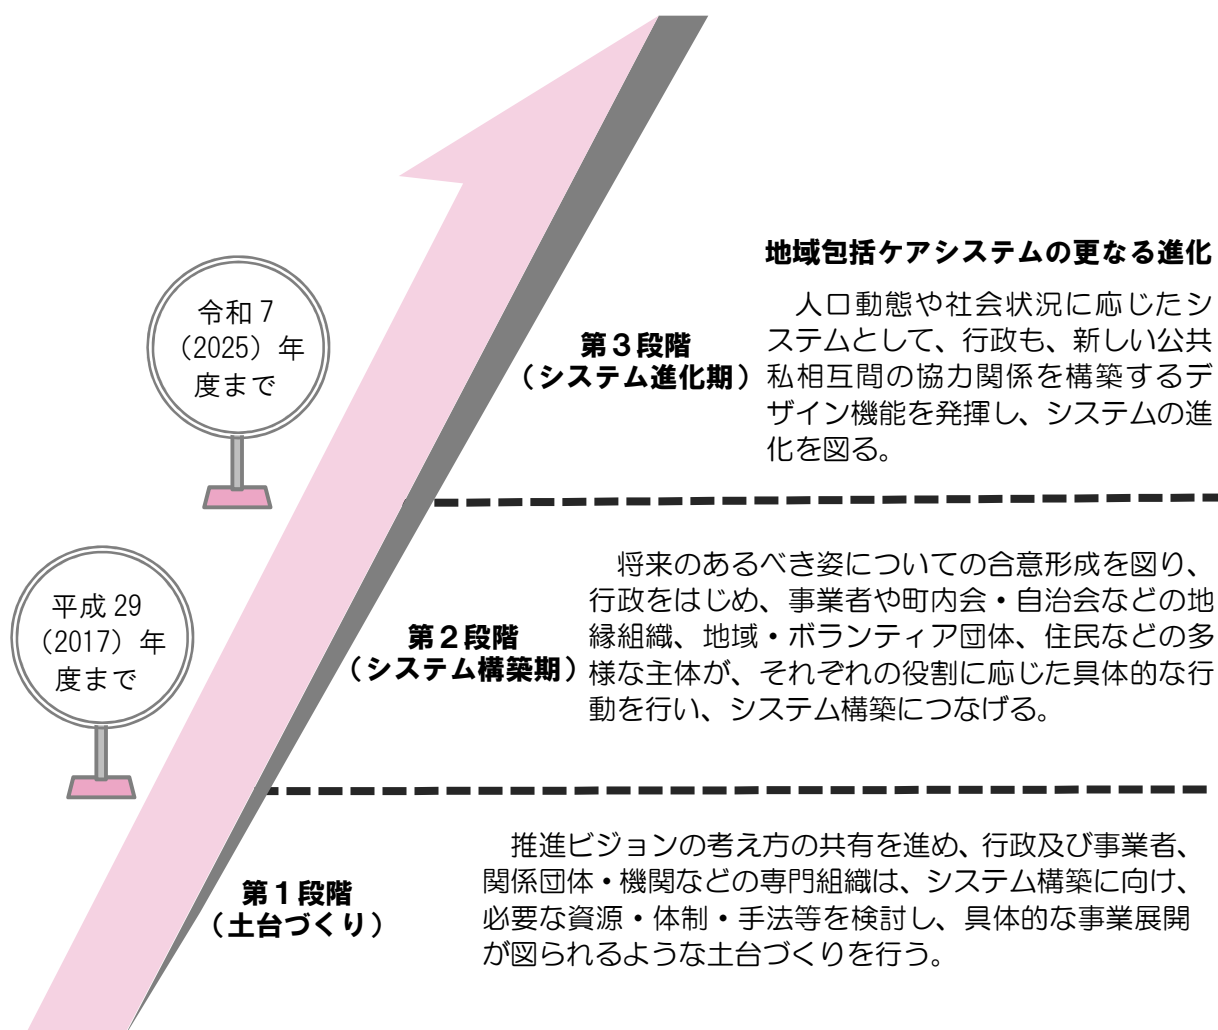 地域包括ケアシステムの更なる進化
令和７
（2025）年
度まで
第３段階
（システム進化期）
人口動態や社会状況に応じたシ
ステムとして、行政も、新しい公共
私相互間の協力関係を構築するデ
ザイン機能を発揮し、システムの進
化を図る。
平成 29
（2017）年
度まで
第２段階
（システム構築期）
将来のあるべき姿についての合意形成を図り、
行政をはじめ、事業者や町内会・自治会などの地
縁組織、地域・ボランティア団体、住民などの多
様な主体が、それぞれの役割に応じた具体的な行
動を行い、システム構築につなげる。
第１段階
（土台づくり）
推進ビジョンの考え方の共有を進め、行政及び事業者、
関係団体・機関などの専門組織は、システム構築に向け、
必要な資源・体制・手法等を検討し、具体的な事業展開
が図られるような土台づくりを行う。